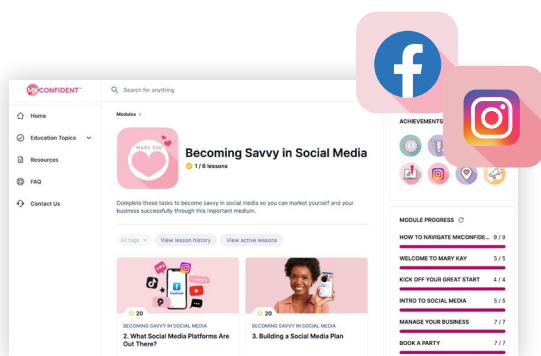 MKCONFIDENT™
Search for anything
Home
Education Topics
Resources
FAQ
Contact Us
Modules
MARY KAY
Becoming Savvy in Social Media
1/6 lessons
Complete these tasks to become savvy in social media so you can market yourself and your
business successfully through this important medium.
All tags
View lesson history
View active lessons
20
BECOMING SAVVY IN SOCIAL MEDIA
2. What Social Media Platforms Are
Out There?
20
BECOMING SAVVY IN SOCIAL MEDIA
3. Building a Social Media Plan
ACHIEVEMENTS
MODULE PROGRESS
HOW TO NAVIGATE MKCONFIDE... 9 / 9
WELCOME TO MARY KAY 5 / 5
KICK OFF YOUR GREAT START 4 / 4
INTRO TO SOCIAL MEDIA 5 / 5
MANAGE YOUR BUSINESS 7 / 7
BOOK A PARTY 7 / 7